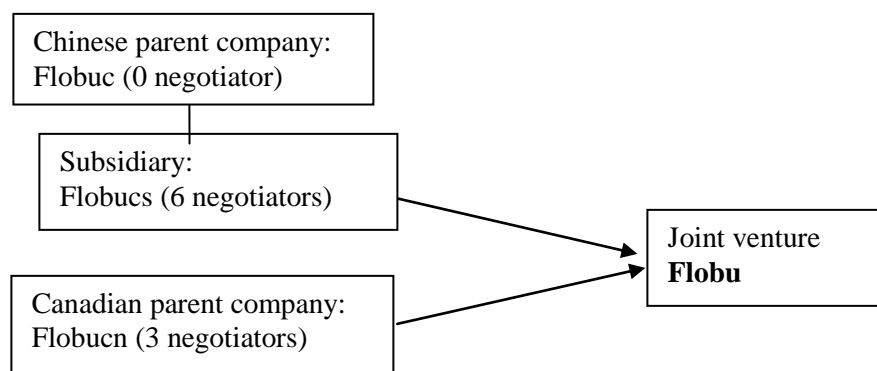 Chinese parent company:
Flobuc (0 negotiator)
Subsidiary:
Flobucs (6 negotiators)
Joint venture
Flobu
Canadian parent company:
Flobucn (3 negotiators)